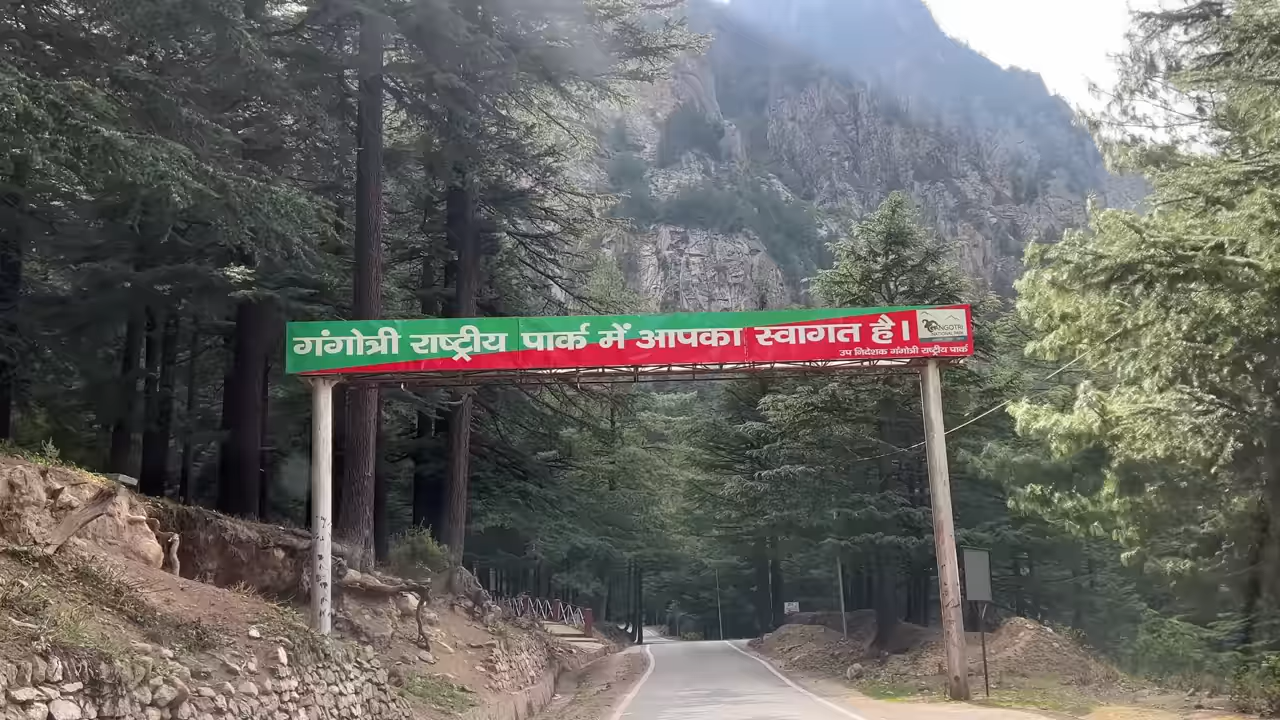 गंगोत्री राष्ट्रीय पार्क में आपका स्वागत है।
GANGOTRI
NATIONAL PARK
उप निदेशक गंगोत्री राष्ट्रीय पार्क